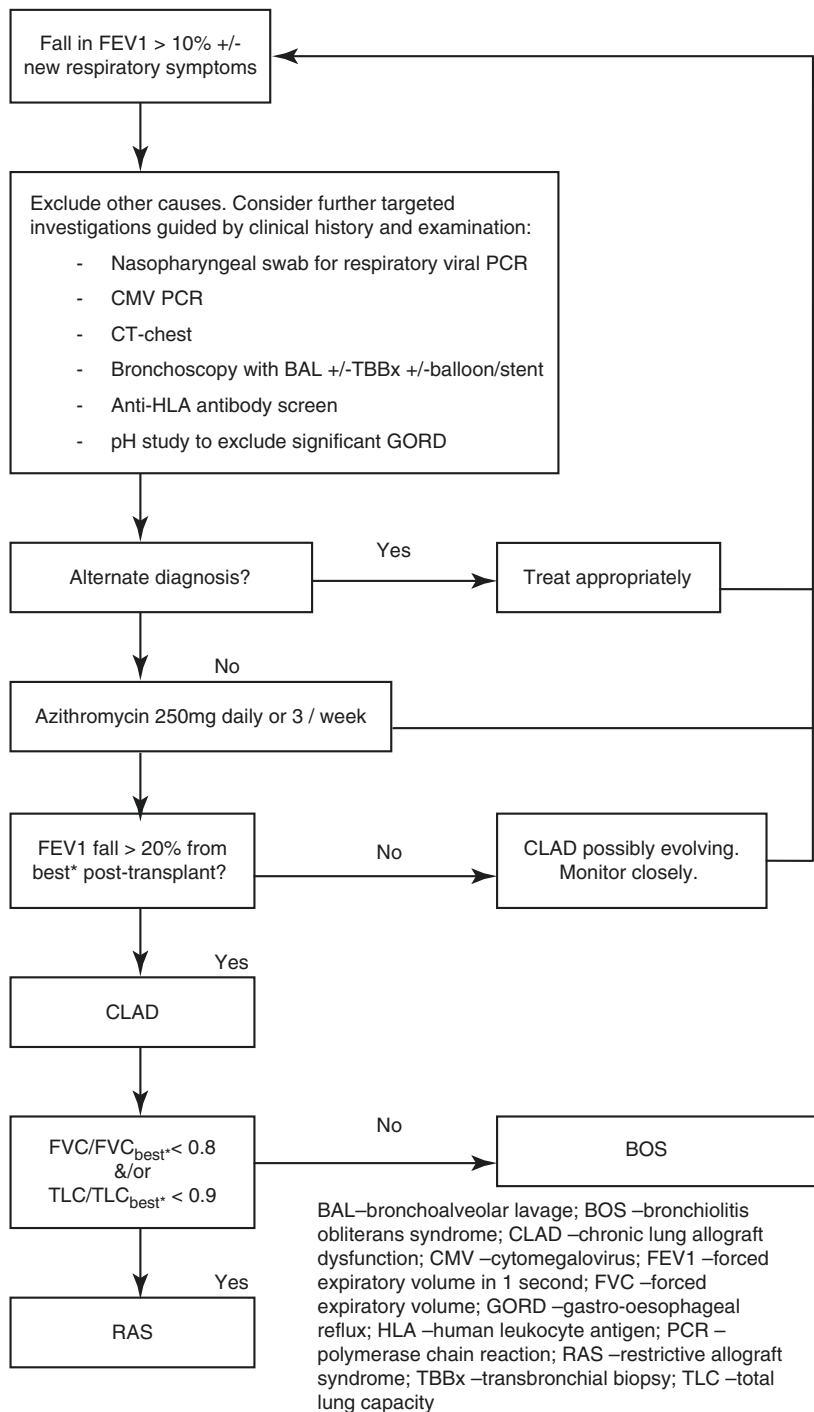 Fall in FEV1 > 10% +/-
new respiratory symptoms
Exclude other causes. Consider further targeted
investigations guided by clinical history and examination:
- Nasopharyngeal swab for respiratory viral PCR
- CMV PCR
- CT-chest
- Bronchoscopy with BAL +/-TBBx +/-balloon/stent
- Anti-HLA antibody screen
- pH study to exclude significant GORD
Alternate diagnosis?
Yes
Treat appropriately
No
Azithromycin 250mg daily or 3 / week
FEV1 fall > 20% from
best* post-transplant?
No
CLAD possibly evolving.
Monitor closely.
Yes
CLAD
FVC/FVCbest*< 0.8
&/or
TLC/TLCbest* < 0.9
No
BOS
Yes
RAS
BAL–bronchoalveolar lavage; BOS –bronchiolitis
obliterans syndrome; CLAD –chronic lung allograft
dysfunction; CMV –cytomegalovirus; FEV1 –forced
expiratory volume in 1 second; FVC –forced
expiratory volume; GORD –gastro-oesophageal
reflux; HLA –human leukocyte antigen; PCR –
polymerase chain reaction; RAS –restrictive allograft
syndrome; TBBx –transbronchial biopsy; TLC –total
lung capacity